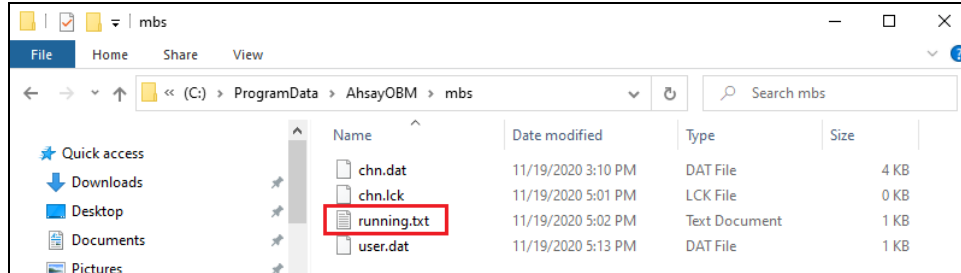 mbs
File Home Share View
« (C:) › ProgramData › AhsayOBM › mbs Search mbs
Name Date modified Type Size
Quick access
Downloads
Desktop
Documents
Pictures
chn.dat 11/19/2020 3:10 PM DAT File 4 KB
chn.lck 11/19/2020 5:01 PM LCK File 0 KB
running.txt 11/19/2020 5:02 PM Text Document 1 KB
user.dat 11/19/2020 5:13 PM DAT File 1 KB